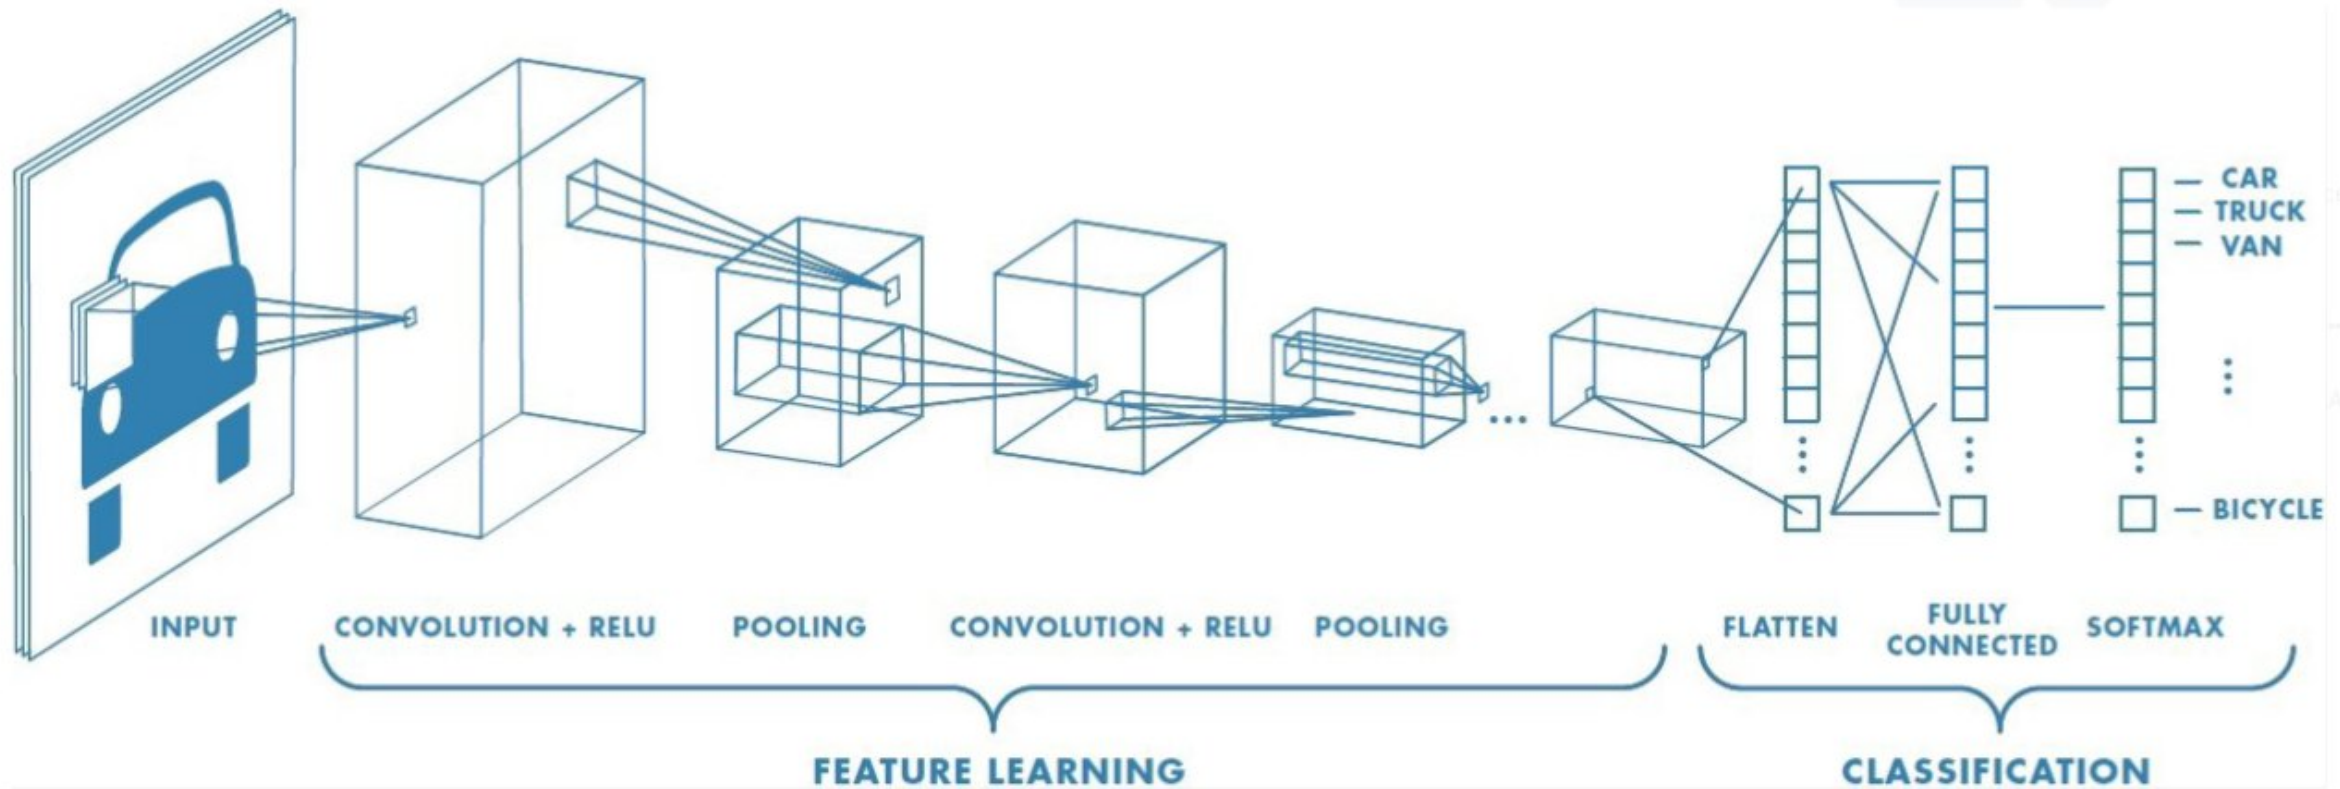 CAR
TRUCK
VAN
BICYCLE
INPUT
CONVOLUTION + RELU
POOLING
CONVOLUTION + RELU
POOLING
FLATTEN
FULLY
CONNECTED
SOFTMAX
FEATURE LEARNING
CLASSIFICATION